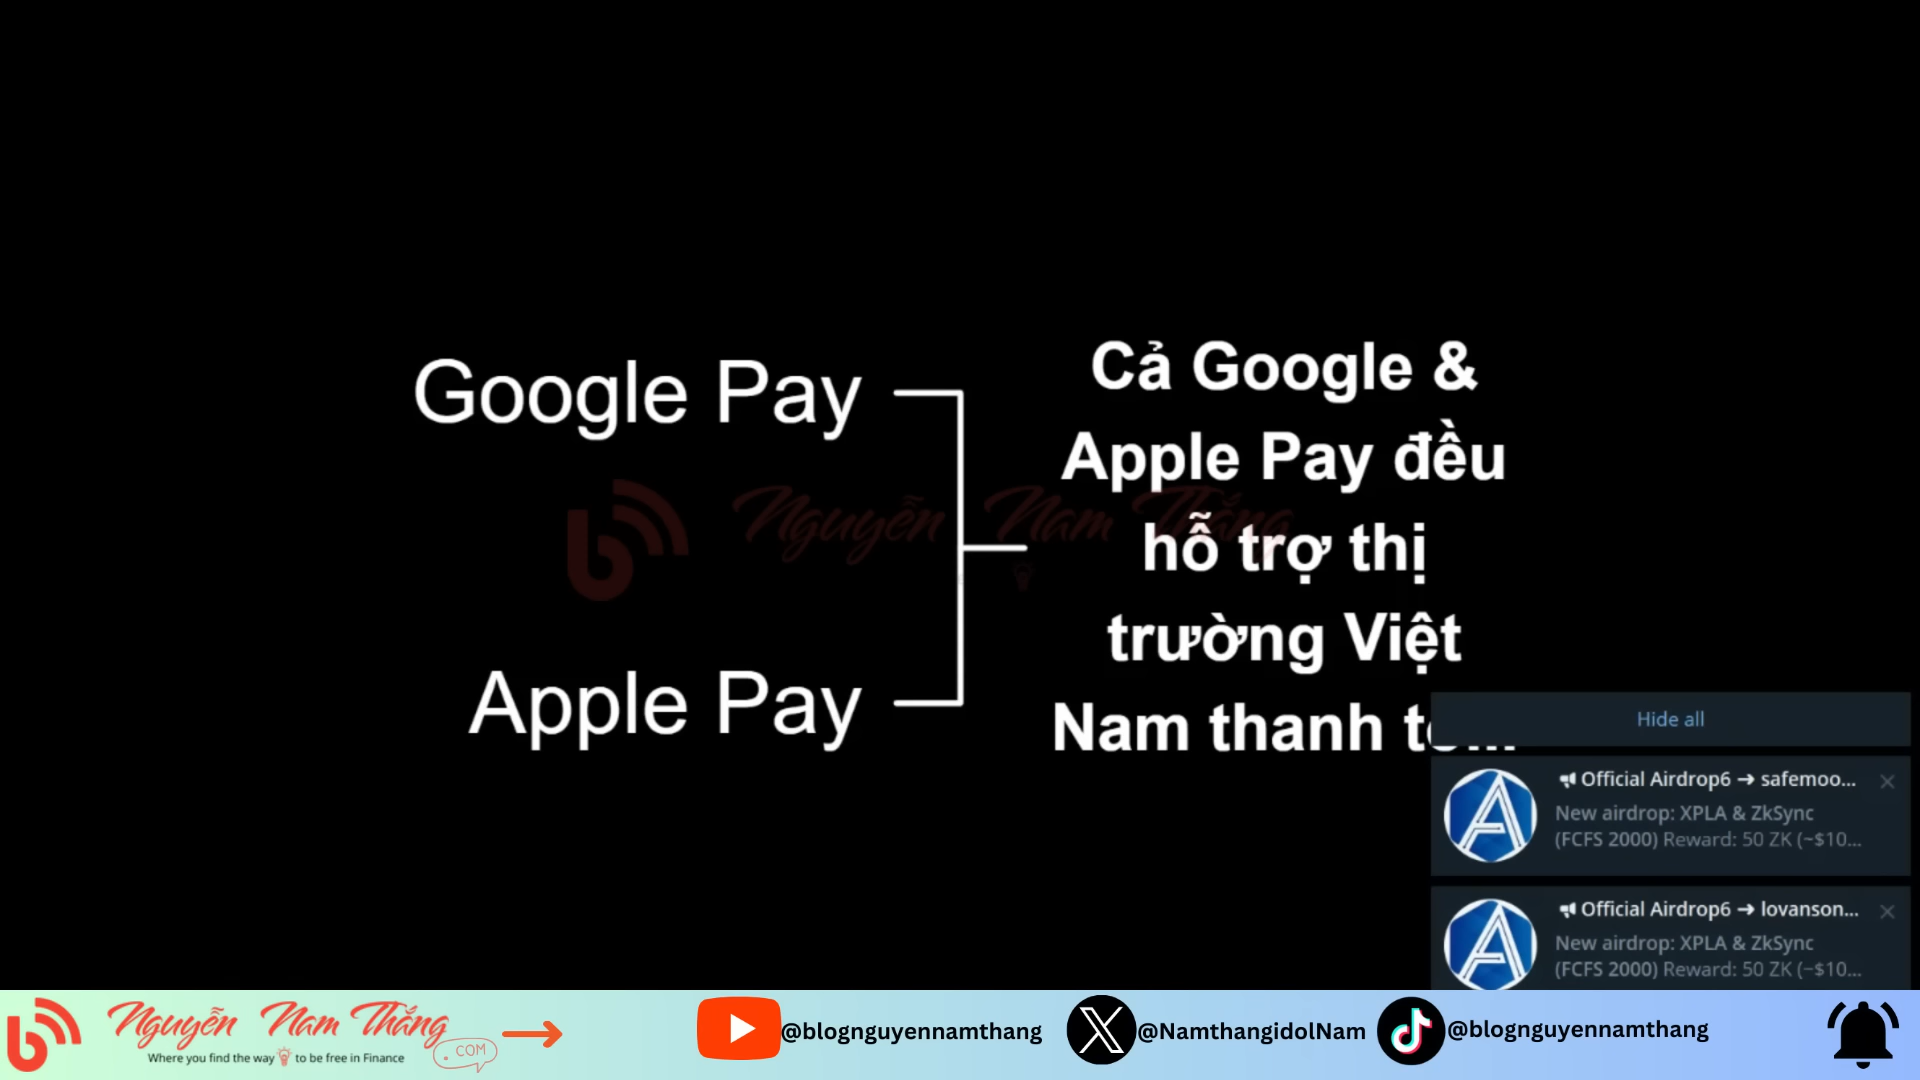 Google Pay
Apple Pay
Cả Google &
Apple Pay đều
hỗ trợ thị
trường Việt
Nam thanh
Nguyễn Nam Thắng
Hide all
Official Airdrop6 → safemoo...
New airdrop: XPLA & ZkSync
(FCFS 2000) Reward: 50 ZK (~$10...
Official Airdrop6 → lovanson...
New airdrop: XPLA & ZkSync
(FCFS 2000) Reward: 50 ZK (~$10...
Nguyễn Nam Thắng
.COM
Where you find the way to be free in Finance
@blognguyennamthang
@NamthangidolNam
@blognguyennamthang